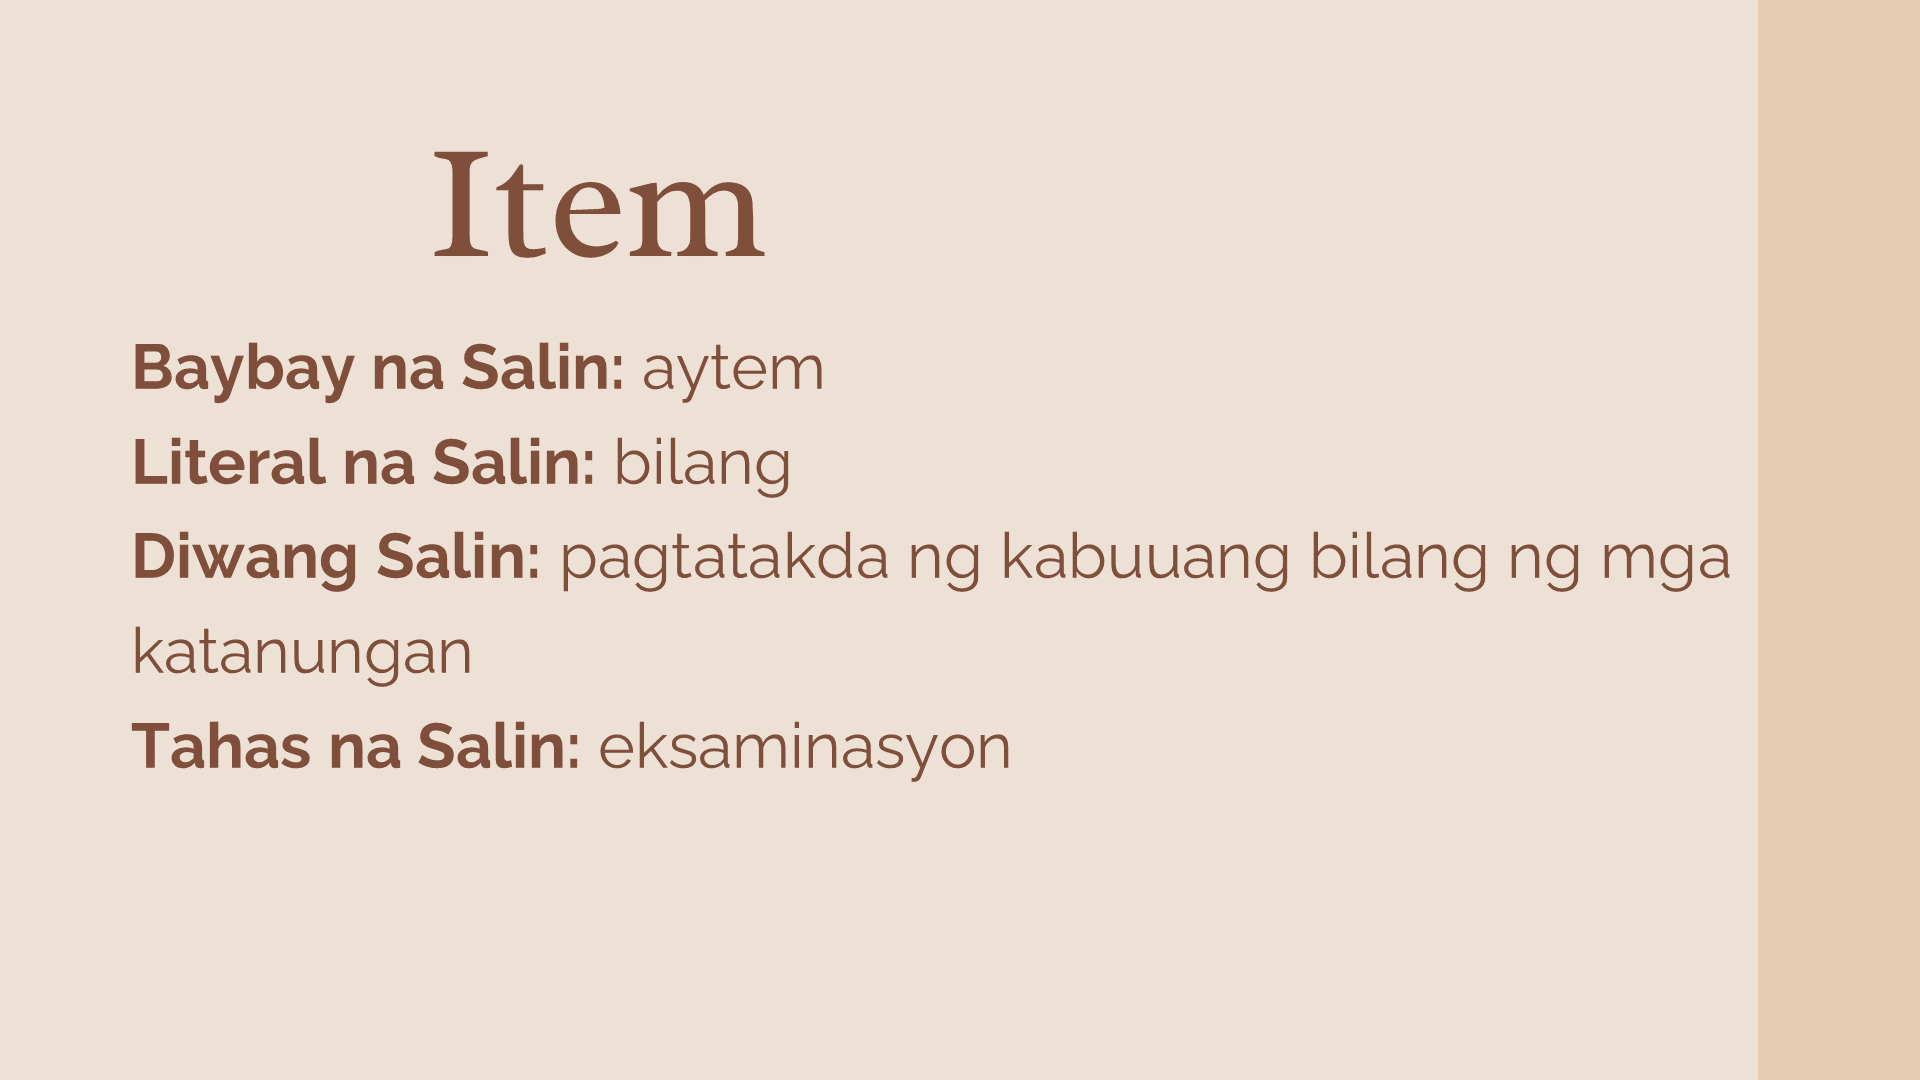 Item
Baybay na Salin: aytem
Literal na Salin: bilang
Diwang Salin: pagtatakda ng kabuuang bilang ng mga
katanungan
Tahas na Salin: eksaminasyon